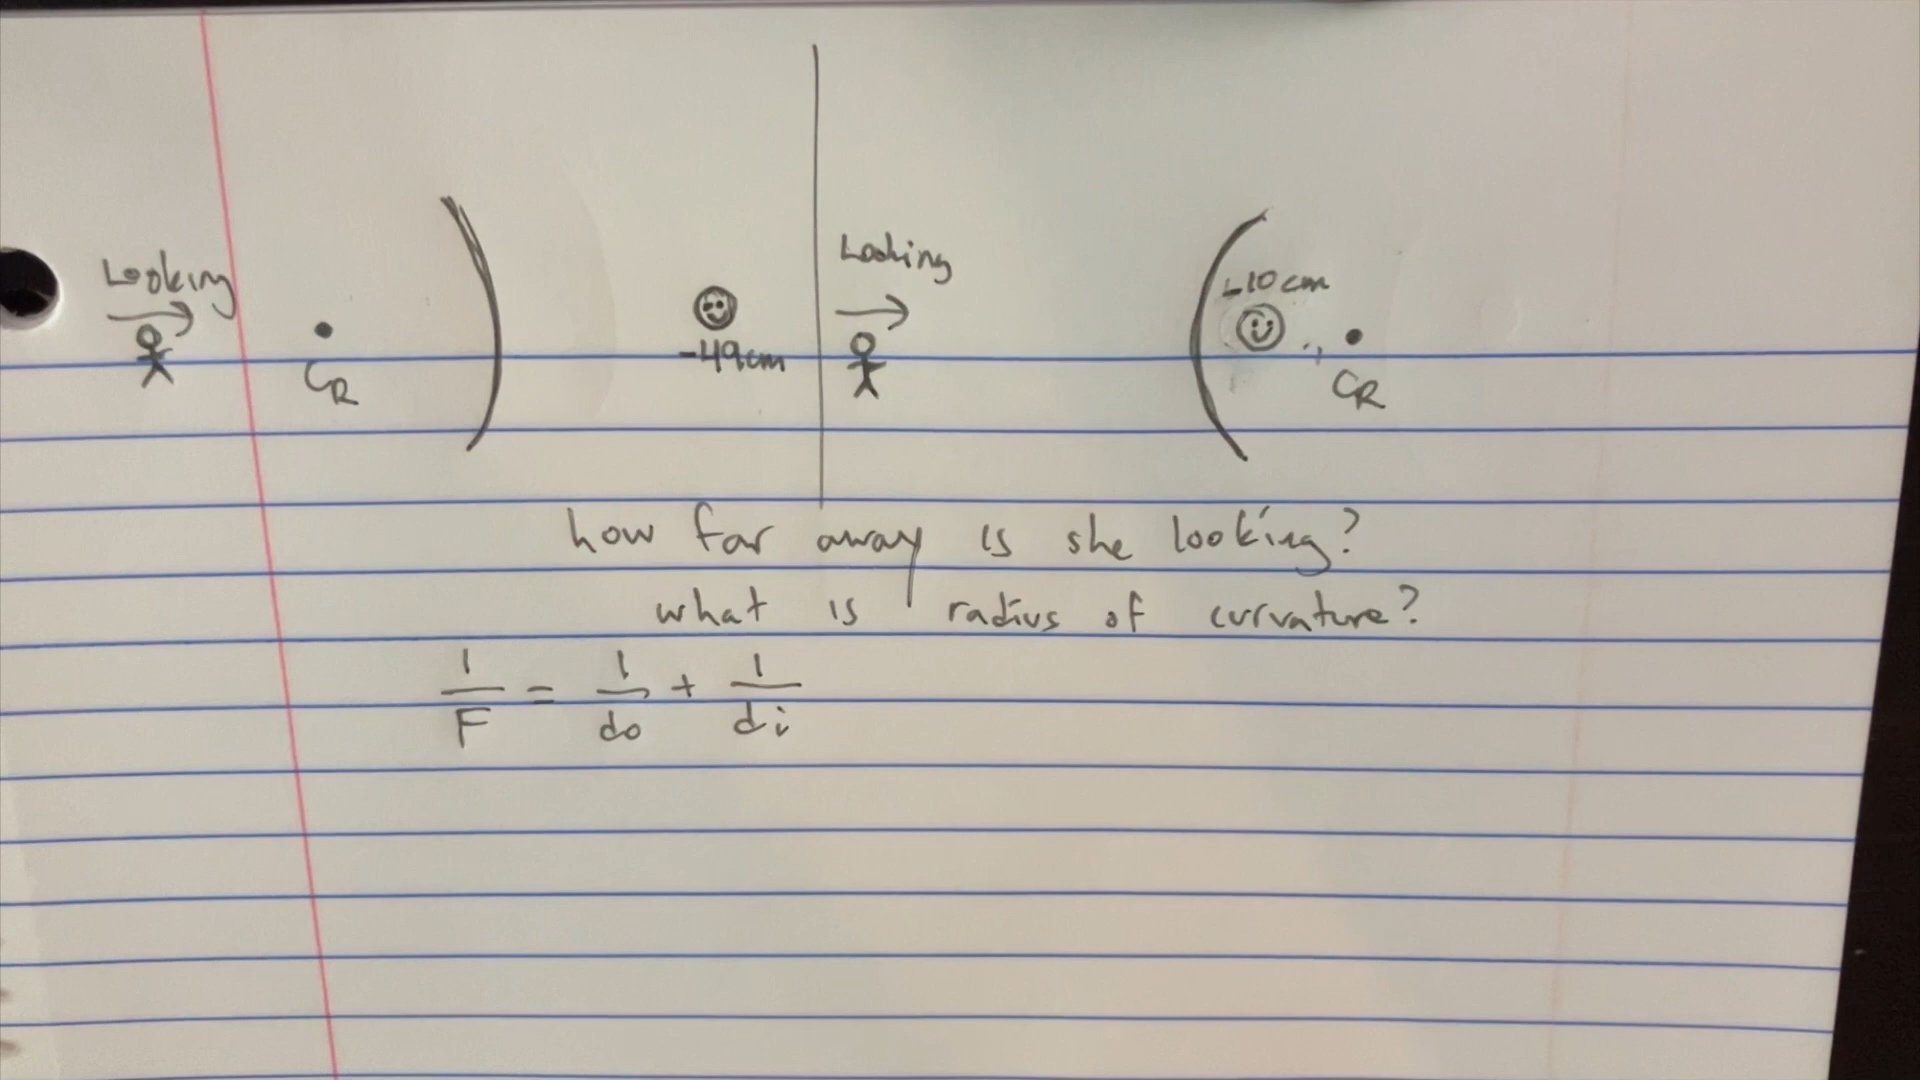 Looking
CR
-49cm
Looking
-10cm
CR
how far away is she looking?
what is radius of curvature?
1/F = 1/do + 1/di